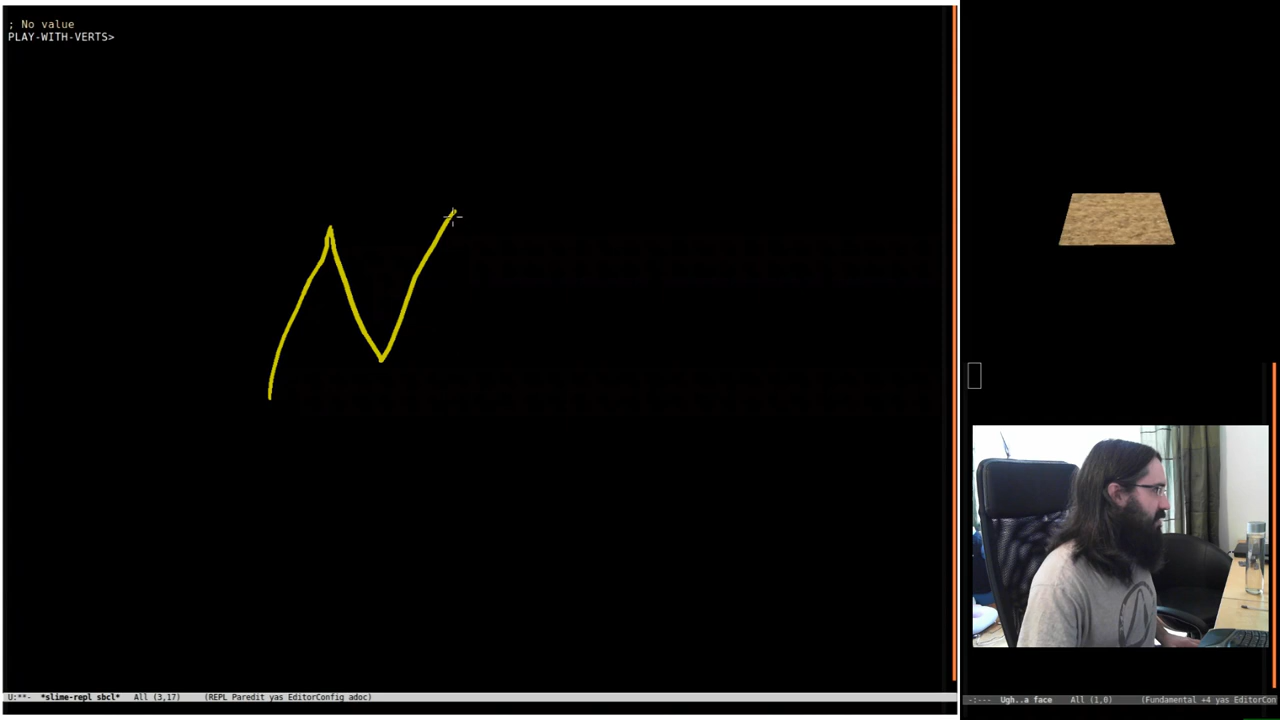 ; No value
PLAY-WITH-VERTS>
U:**-  *slime-repl sbcl*   All (3,17)     (REPL Paredit yas EditorConfig adoc)
-:---  Ugh..a face   All (1,0)     (Fundamental +4 yas EditorCon